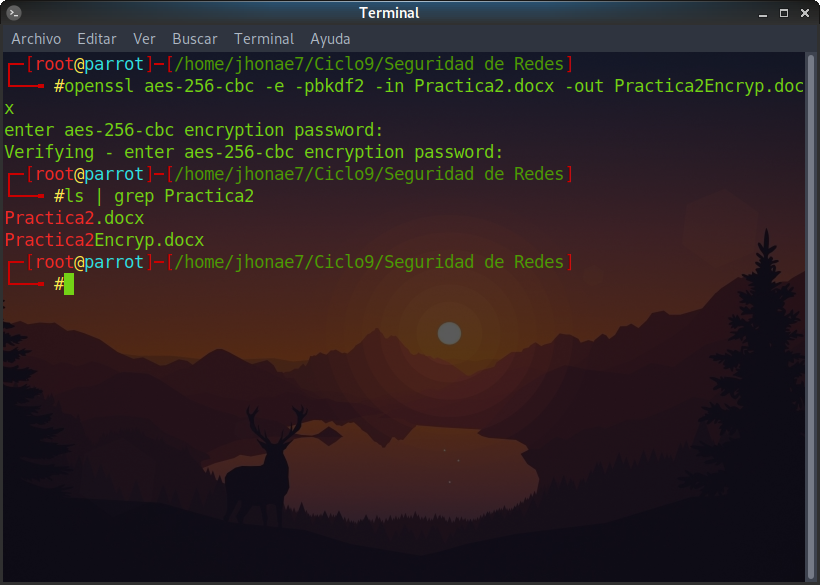 Terminal
Archivo Editar Ver Buscar Terminal Ayuda
┌─[root@parrot]─[/home/jhonae7/Ciclo9/Seguridad de Redes]
└──╼ #openssl aes-256-cbc -e -pbkdf2 -in Practica2.docx -out Practica2Encryp.doc
x
enter aes-256-cbc encryption password:
Verifying - enter aes-256-cbc encryption password:
┌─[root@parrot]─[/home/jhonae7/Ciclo9/Seguridad de Redes]
└──╼ #ls | grep Practica2
Practica2.docx
Practica2Encryp.docx
┌─[root@parrot]─[/home/jhonae7/Ciclo9/Seguridad de Redes]
└──╼ #